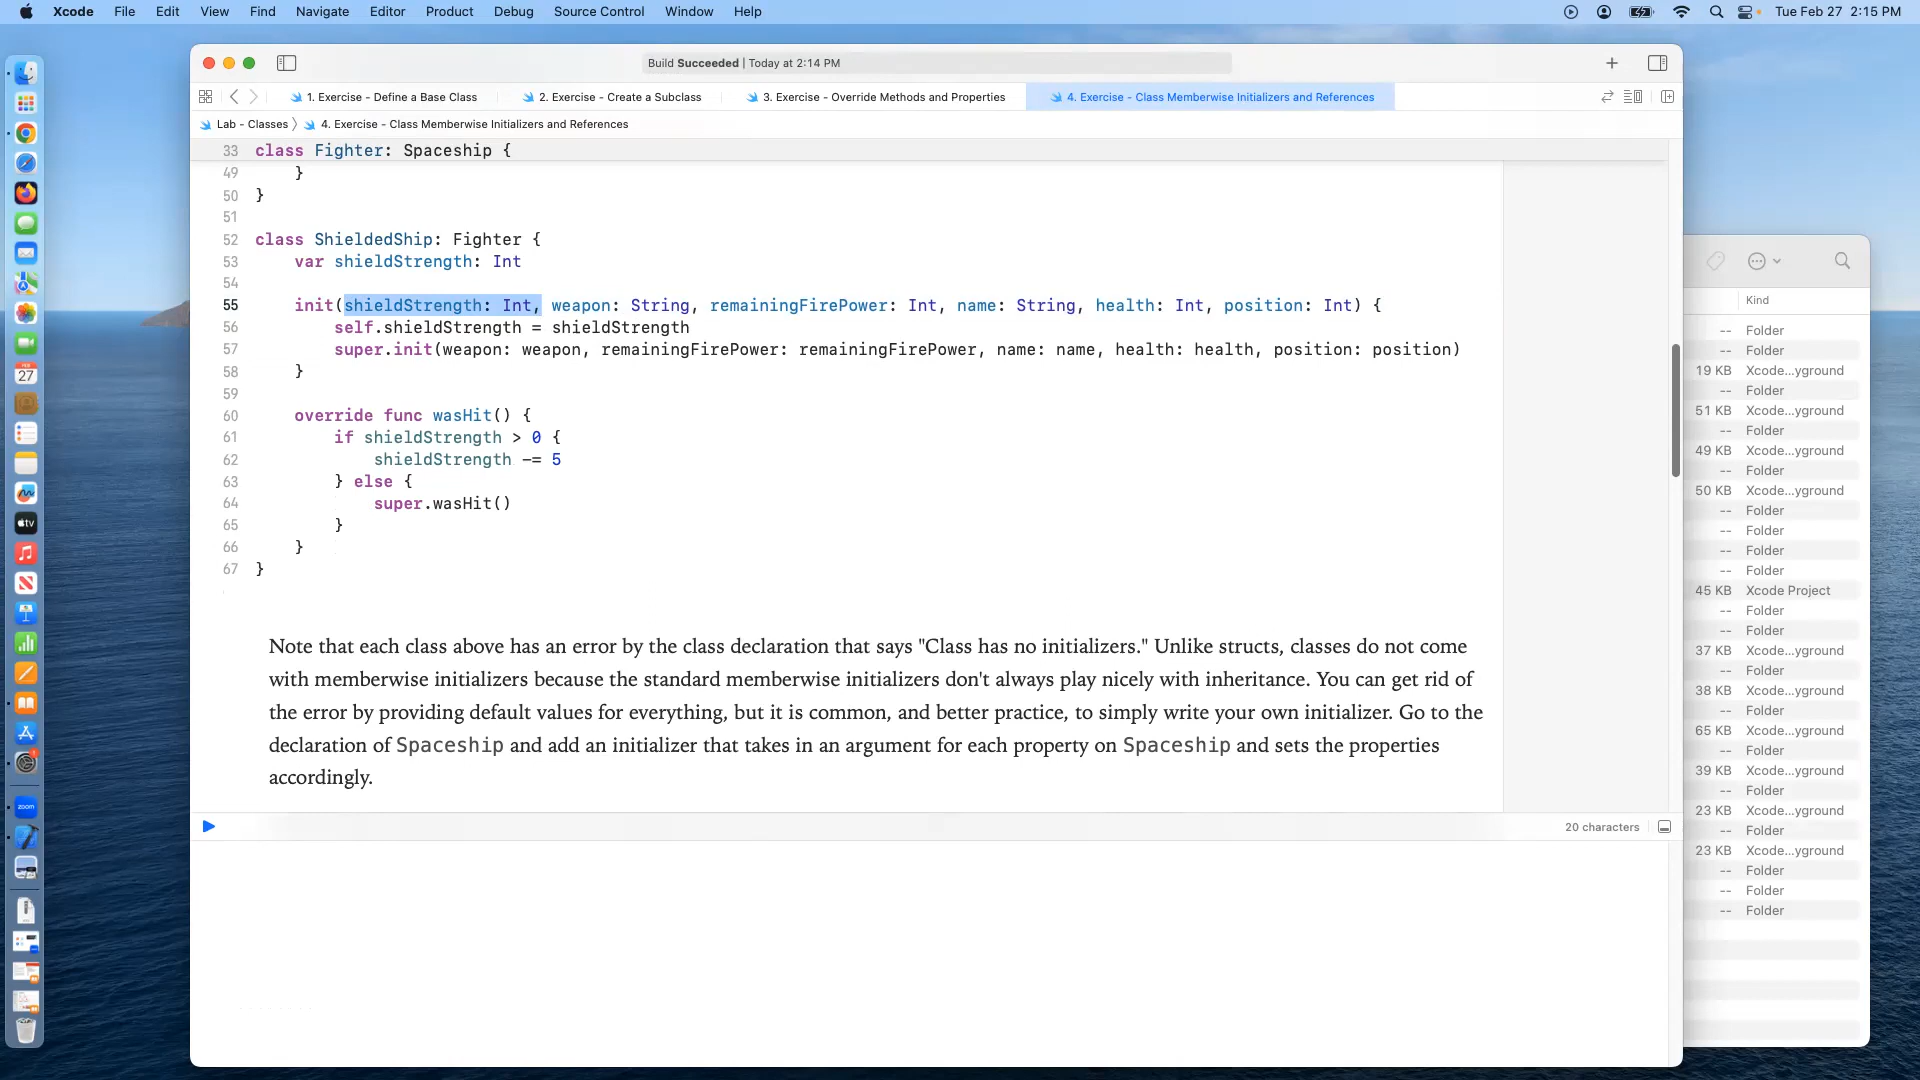 Xcode File Edit View Find Navigate Editor Product Debug Source Control Window Help Tue Feb 27 2:15 PM
Build Succeeded | Today at 2:14 PM
1. Exercise - Define a Base Class 2. Exercise - Create a Subclass 3. Exercise - Override Methods and Properties 4. Exercise - Class Memberwise Initializers and References
Lab - Classes 4. Exercise - Class Memberwise Initializers and References
33 class Fighter: Spaceship {
49 }
50 }
51
52 class ShieldedShip: Fighter {
53 var shieldStrength: Int
54
55 init(shieldStrength: Int, weapon: String, remainingFirePower: Int, name: String, health: Int, position: Int) {
56 self.shieldStrength = shieldStrength
57 super.init(weapon: weapon, remainingFirePower: remainingFirePower, name: name, health: health, position: position)
58 }
59
60 override func wasHit() {
61 if shieldStrength > 0 {
62 shieldStrength -= 5
63 } else {
64 super.wasHit()
65 }
66 }
67 }
Note that each class above has an error by the class declaration that says "Class has no initializers." Unlike structs, classes do not come
with memberwise initializers because the standard memberwise initializers don't always play nicely with inheritance. You can get rid of
the error by providing default values for everything, but it is common, and better practice, to simply write your own initializer. Go to the
declaration of Spaceship and add an initializer that takes in an argument for each property on Spaceship and sets the properties
accordingly.
20 characters
Kind
-- Folder
-- Folder
19 KB Xcode...yground
-- Folder
51 KB Xcode...yground
-- Folder
49 KB Xcode...yground
-- Folder
50 KB Xcode...yground
-- Folder
-- Folder
-- Folder
-- Folder
45 KB Xcode Project
-- Folder
-- Folder
37 KB Xcode...yground
-- Folder
38 KB Xcode...yground
-- Folder
65 KB Xcode...yground
-- Folder
39 KB Xcode...yground
-- Folder
23 KB Xcode...yground
-- Folder
23 KB Xcode...yground
-- Folder
-- Folder
-- Folder
27
tv
zoom